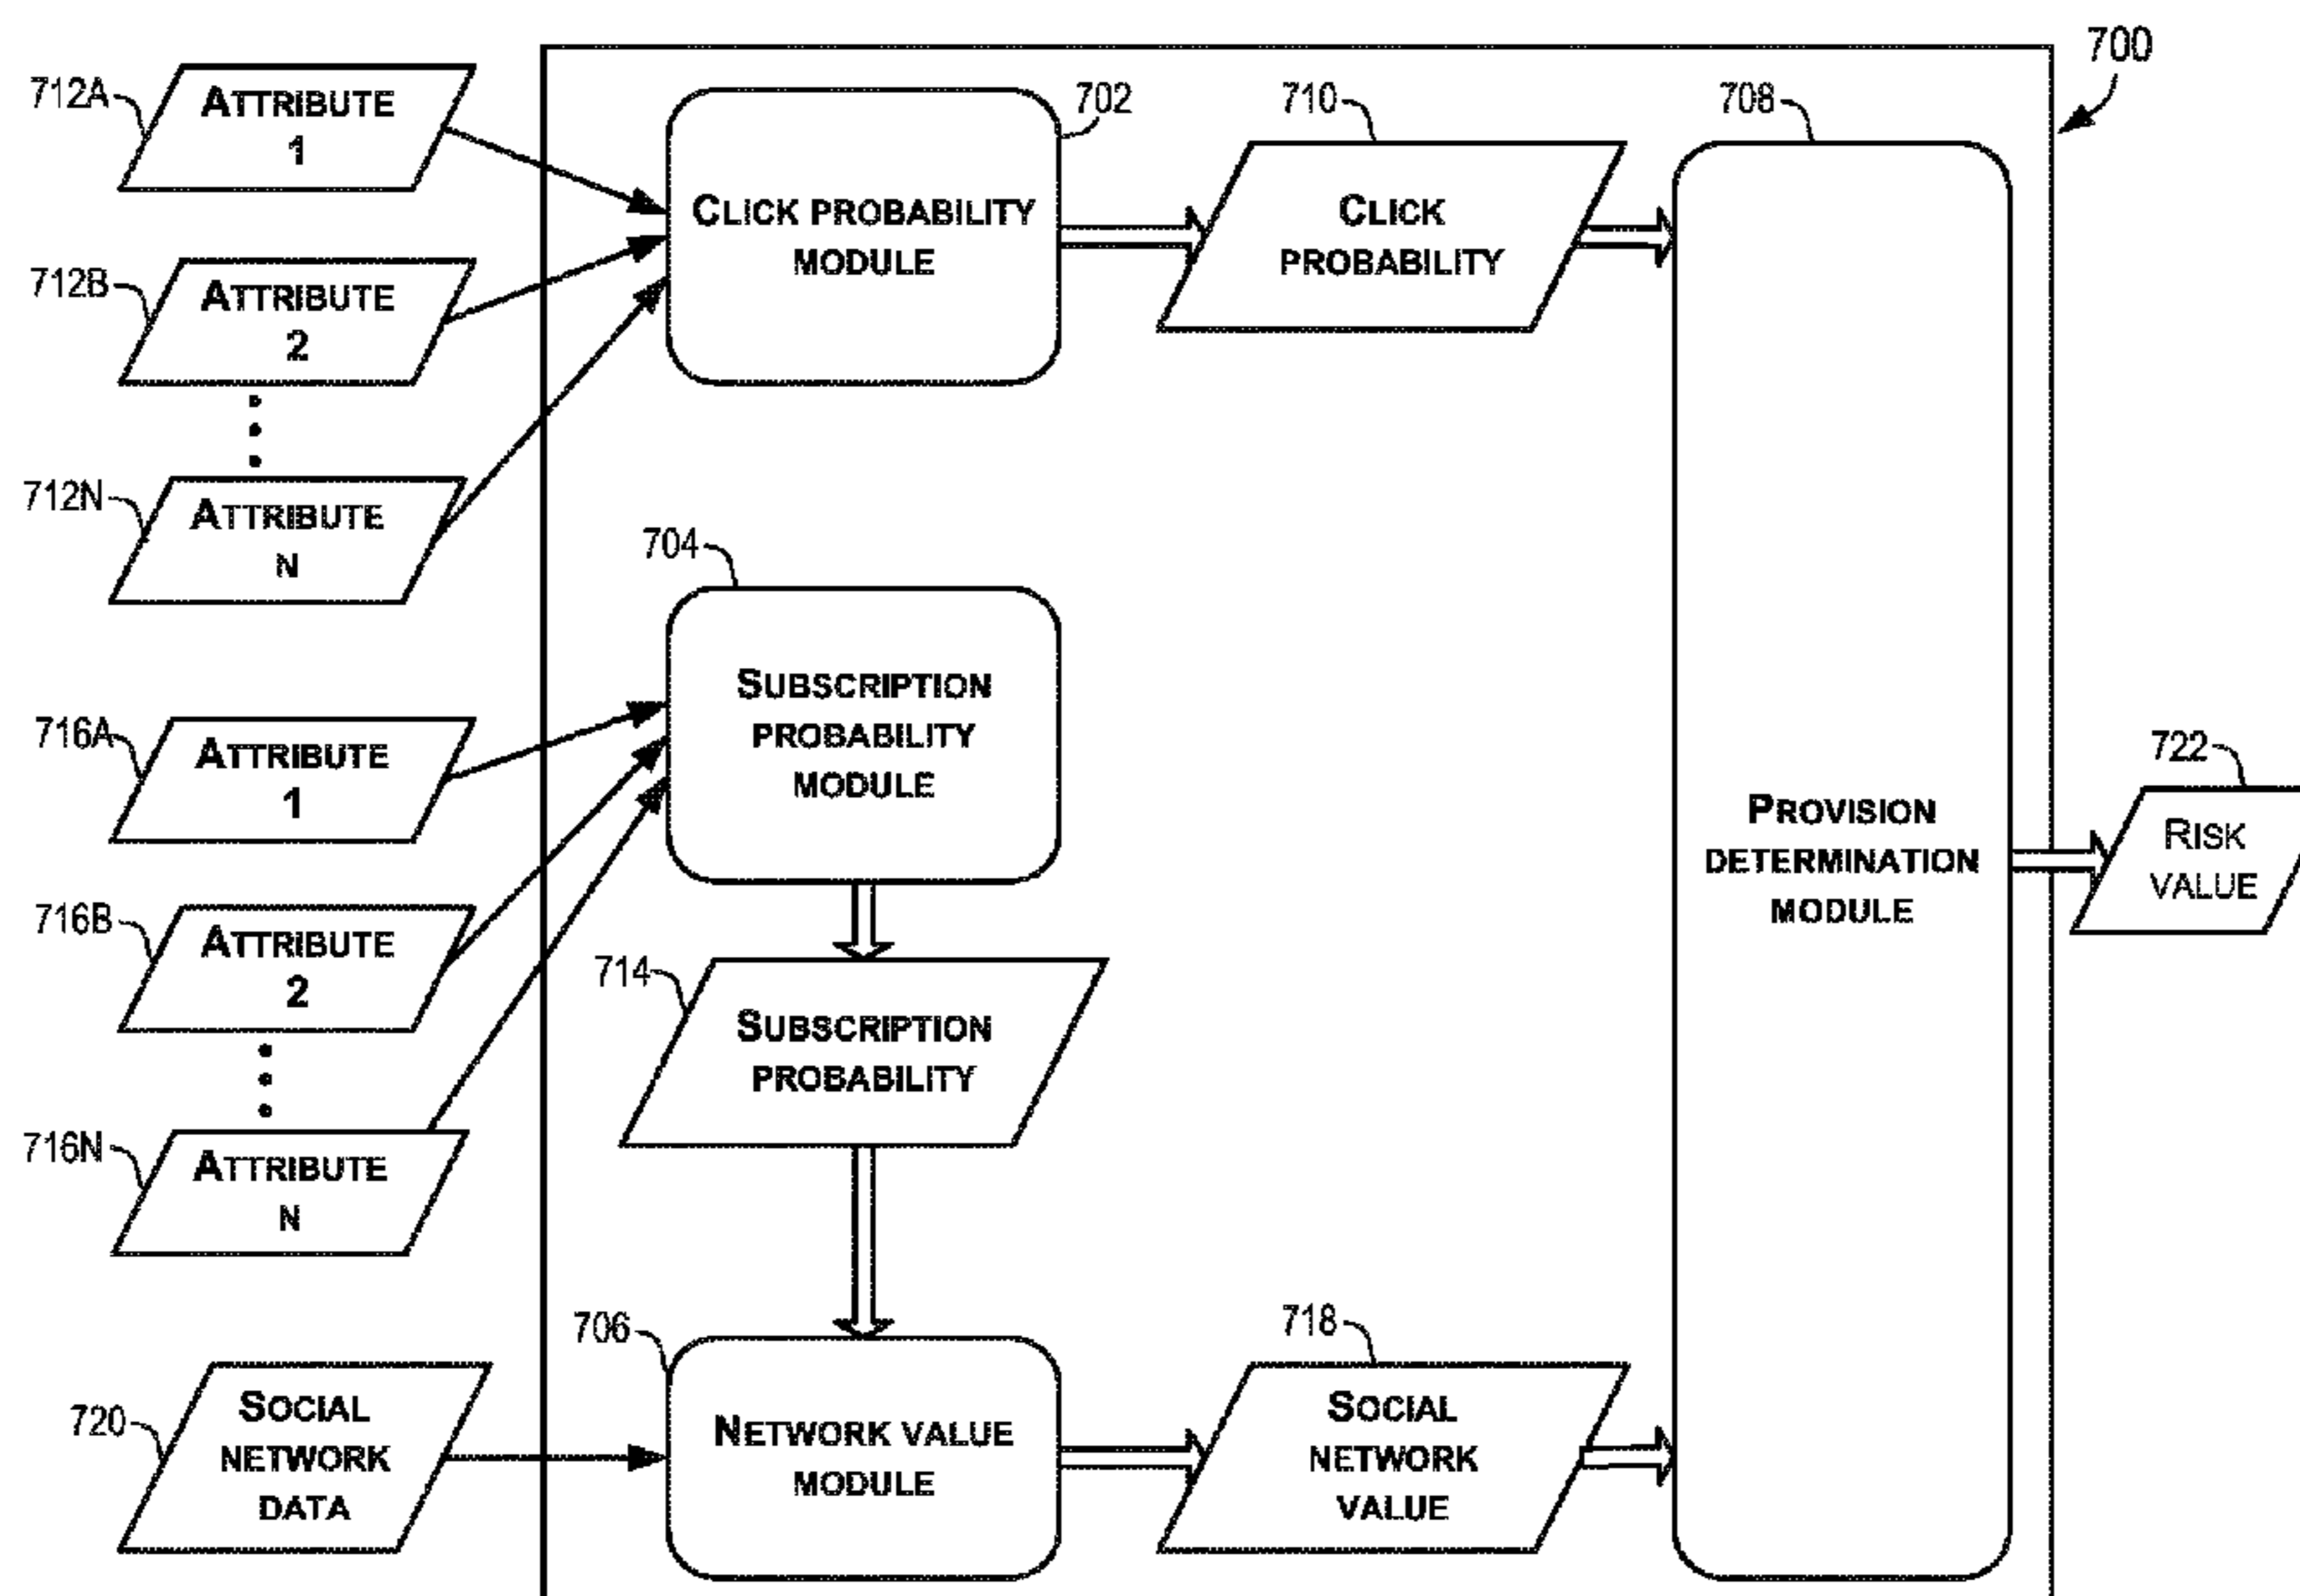 700
712A
ATTRIBUTE
1
702
CLICK PROBABILITY
MODULE
710
CLICK
PROBABILITY
708
712B
ATTRIBUTE
2
712N
ATTRIBUTE
N
704
SUBSCRIPTION
PROBABILITY
MODULE
716A
ATTRIBUTE
1
716B
ATTRIBUTE
2
714
SUBSCRIPTION
PROBABILITY
716N
ATTRIBUTE
N
PROVISION
DETERMINATION
MODULE
722
RISK
VALUE
720
SOCIAL
NETWORK
DATA
706
NETWORK VALUE
MODULE
718
SOCIAL
NETWORK
VALUE